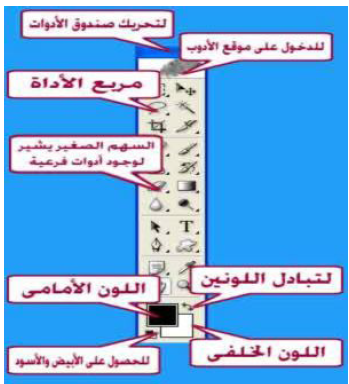 لتحريك صندوق الأدوات
للدخول على موقع الأدوب
مربع الأداة
السهم الصغير يشير
لوجود أدوات فرعية
لتبادل اللونين
اللون الأمامى
اللون الخلفى
للحصول على الأبيض والأسود